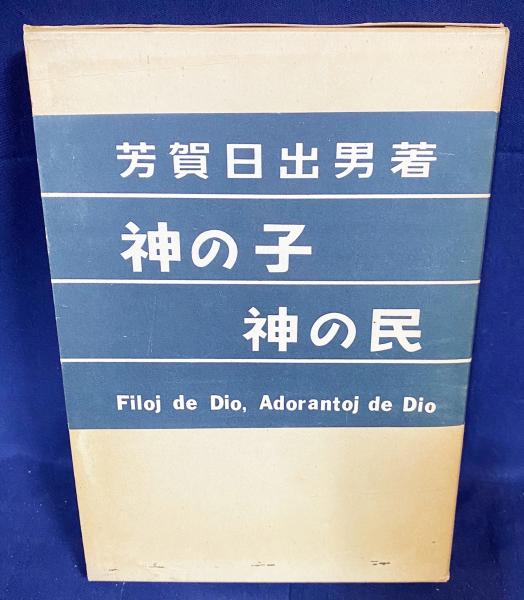 芳賀日出男著
神の子
神の民
Filoj de Dio, Adorantoj de Dio